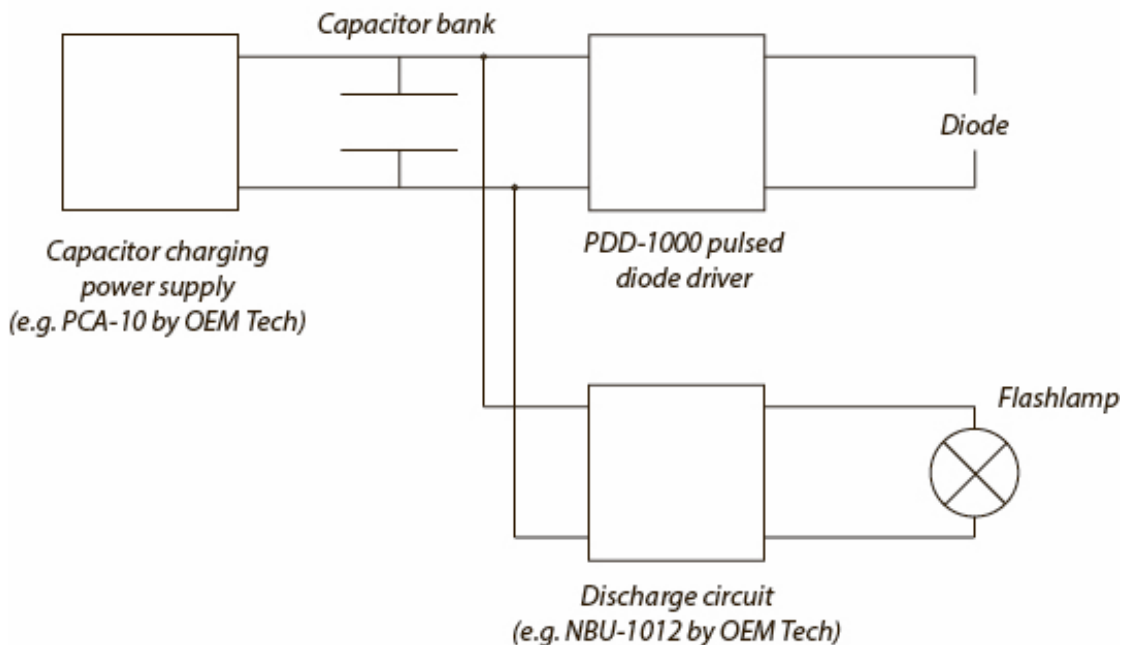 Capacitor bank
Diode
Capacitor charging
power supply
(e.g. PCA-10 by OEM Tech)
PDD-1000 pulsed
diode driver
Flashlamp
Discharge circuit
(e.g. NBU-1012 by OEM Tech)